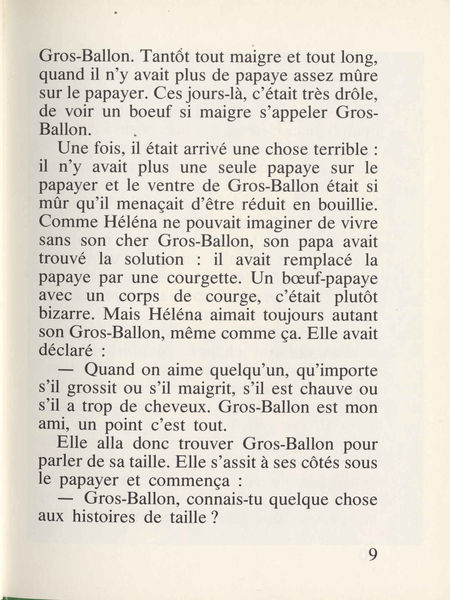 Gros-Ballon. Tantôt tout maigre et tout long,
quand il n'y avait plus de papaye assez mûre
sur le papayer. Ces jours-là, c'était très drôle,
de voir un boeuf si maigre s'appeler Gros-
Ballon.
Une fois, il était arrivé une chose terrible :
il n'y avait plus une seule papaye sur le
papayer et le ventre de Gros-Ballon était si
mûr qu'il menaçait d'être réduit en bouillie.
Comme Héléna ne pouvait imaginer de vivre
sans son cher Gros-Ballon, son papa avait
trouvé la solution : il avait remplacé la
papaye par une courgette. Un bœuf-papaye
avec un corps de courge, c'était plutôt
bizarre. Mais Héléna aimait toujours autant
son Gros-Ballon, même comme ça. Elle avait
déclaré :
— Quand on aime quelqu'un, qu'importe
s'il grossit ou s'il maigrit, s'il est chauve ou
s'il a trop de cheveux. Gros-Ballon est mon
ami, un point c'est tout.
Elle alla donc trouver Gros-Ballon pour
parler de sa taille. Elle s'assit à ses côtés sous
le papayer et commença :
— Gros-Ballon, connais-tu quelque chose
aux histoires de taille ?
9